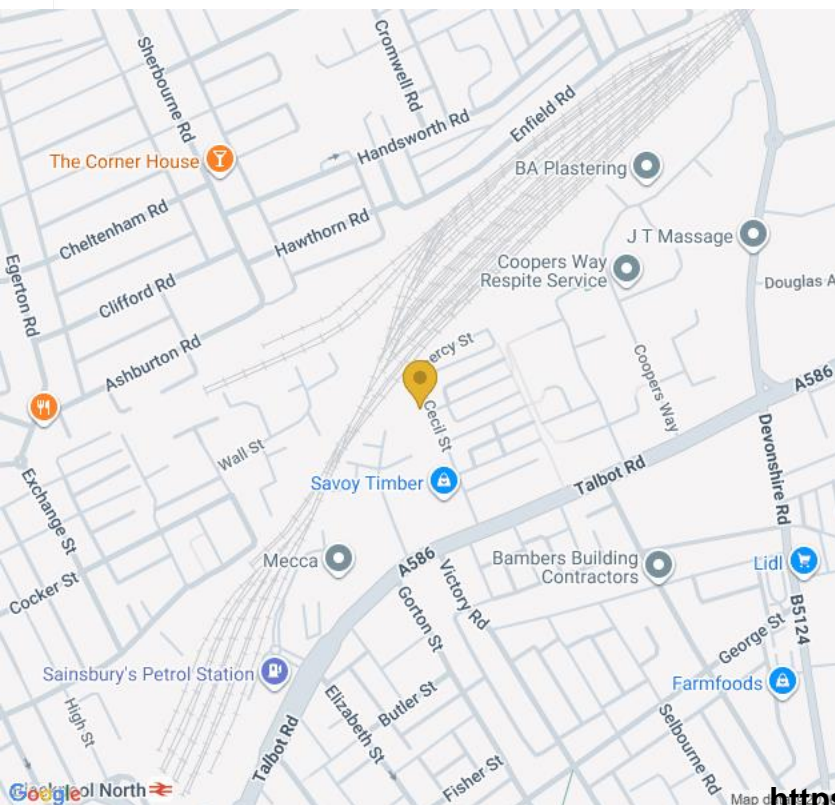 Sherbourne Rd
Cromwell Rd
Handsworth Rd
Enfield Rd
The Corner House
BA Plastering
Cheltenham Rd
Hawthorn Rd
J T Massage
Coopers Way
Respite Service
Egerton Rd
Clifford Rd
Douglas A
Ashburton Rd
ercy St
Coopers Way
A586
Cecil St
Wall St
Savoy Timber
Talbot Rd
Devonshire Rd
Exchange St
Mecca
A586
Bambers Building
Contractors
Lidl
Victory Rd
Cocker St
Gorton St
B5124
George St
Sainsbury's Petrol Station
Farmfoods
Butler St
High St
Elizabeth St
Selbourne Rd
Talbot Rd
Fisher St
Google
ool North
Map d
https